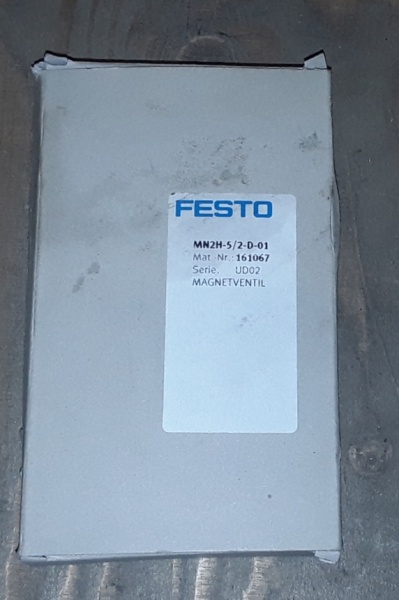 FESTO
MN2H-5/2-D-01
Mat.-Nr.: 161067
Serie. UD02
MAGNETVENTIL